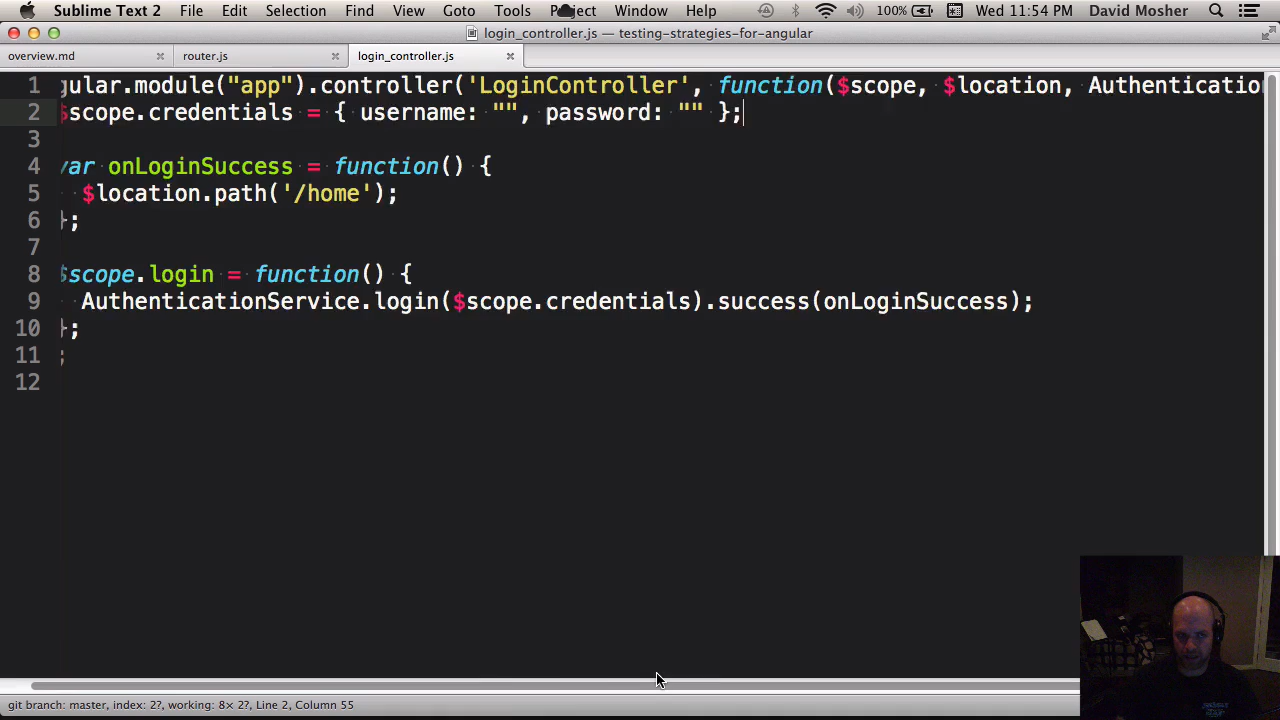 Sublime Text 2 File Edit Selection Find View Goto Tools Project Window Help 100% Wed 11:54 PM David Mosher
login_controller.js — testing-strategies-for-angular
overview.md router.js login_controller.js
1 gular.module("app").controller('LoginController', function($scope, $location, Authentication
2 $scope.credentials = { username: "", password: "" };
3
4 var onLoginSuccess = function() {
5 $location.path('/home');
6 };
7
8 $scope.login = function() {
9 AuthenticationService.login($scope.credentials).success(onLoginSuccess);
10 };
11 ;
12
git branch: master, index: 2?, working: 8× 2?, Line 2, Column 55